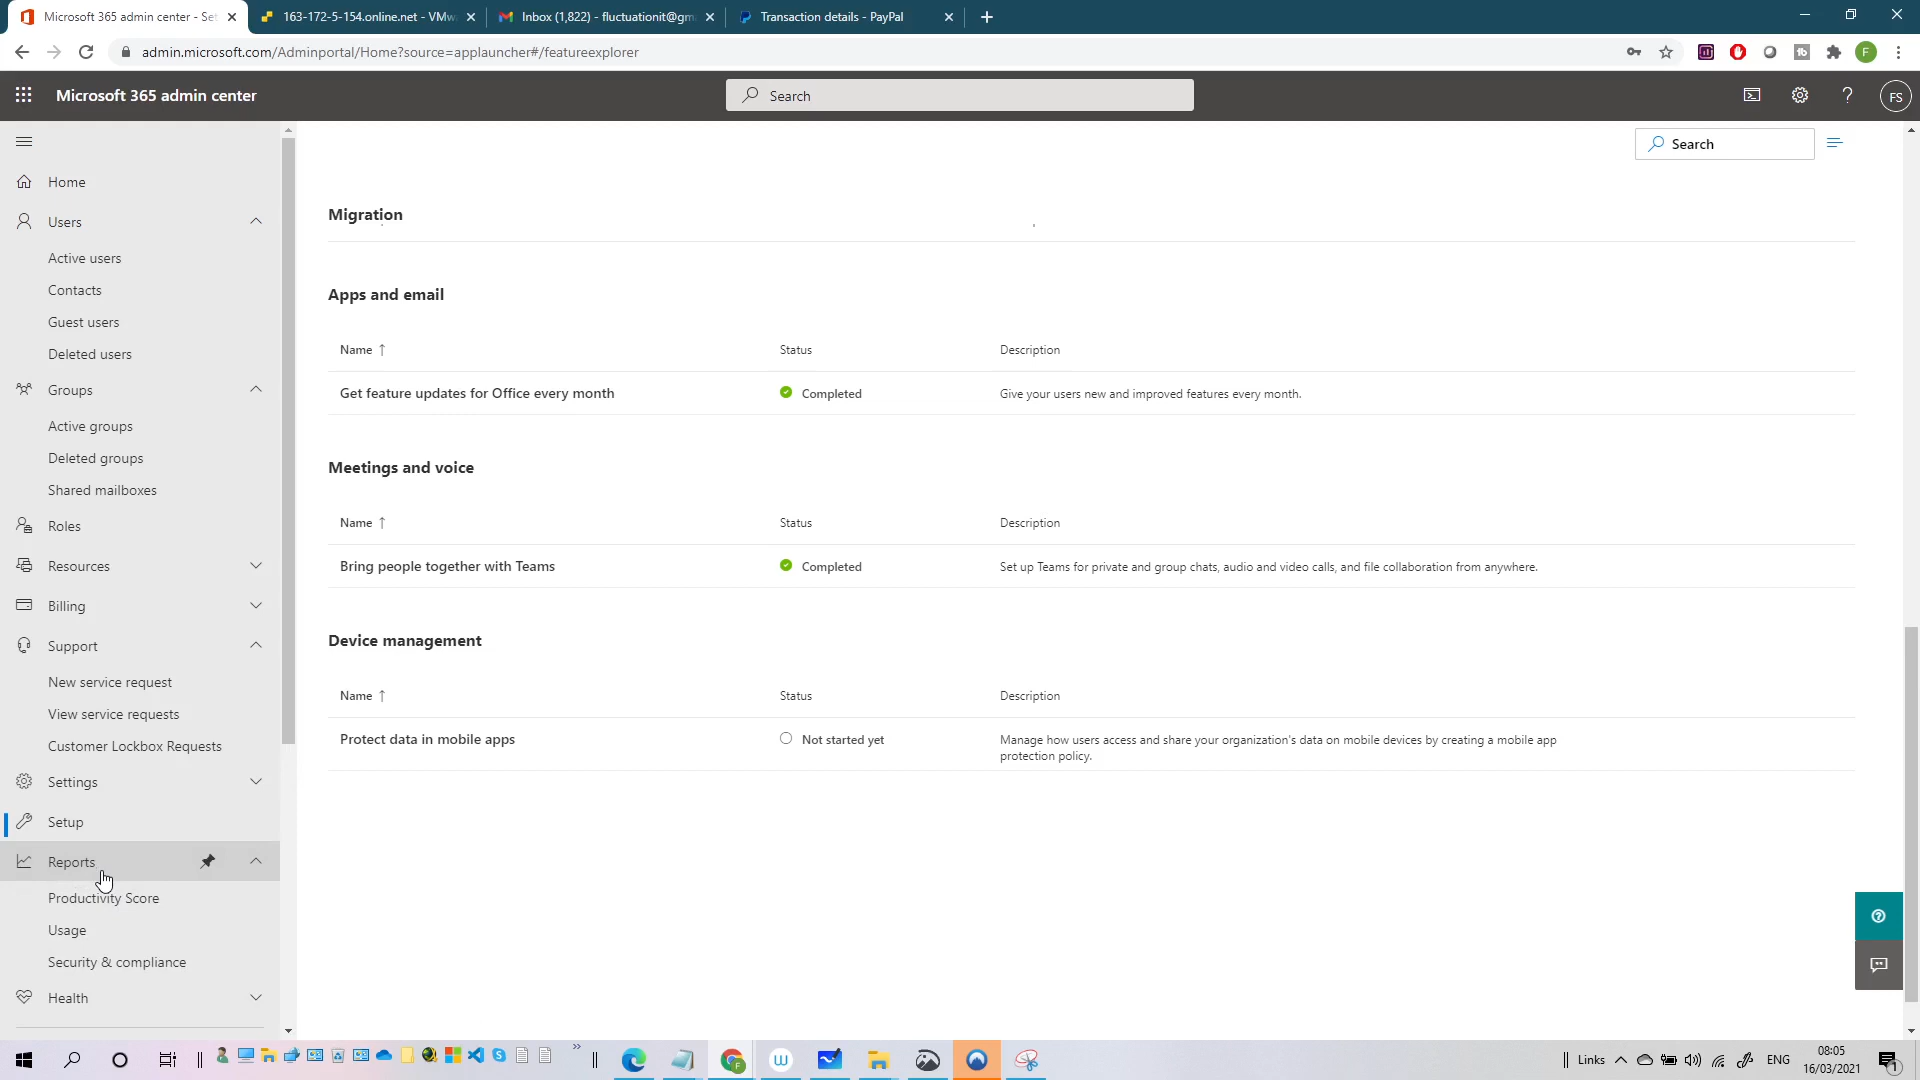 Microsoft 365 admin center - Set
163-172-5-154.online.net - VMwa
Inbox (1,822) - fluctuationit@gm
Transaction details - PayPal
admin.microsoft.com/Adminportal/Home?source=applauncher#/featureexplorer
F
Microsoft 365 admin center
Search
?
FS
Search
Home
Users
Active users
Contacts
Guest users
Deleted users
Groups
Active groups
Deleted groups
Shared mailboxes
Roles
Resources
Billing
Support
New service request
View service requests
Customer Lockbox Requests
Settings
Setup
Reports
Productivity Score
Usage
Security & compliance
Health
Migration
Apps and email
Name ↑ Status Description
Get feature updates for Office every month Completed Give your users new and improved features every month.
Meetings and voice
Name ↑ Status Description
Bring people together with Teams Completed Set up Teams for private and group chats, audio and video calls, and file collaboration from anywhere.
Device management
Name ↑ Status Description
Protect data in mobile apps Not started yet Manage how users access and share your organization's data on mobile devices by creating a mobile app
protection policy.
Links
ENG
08:05
16/03/2021
1